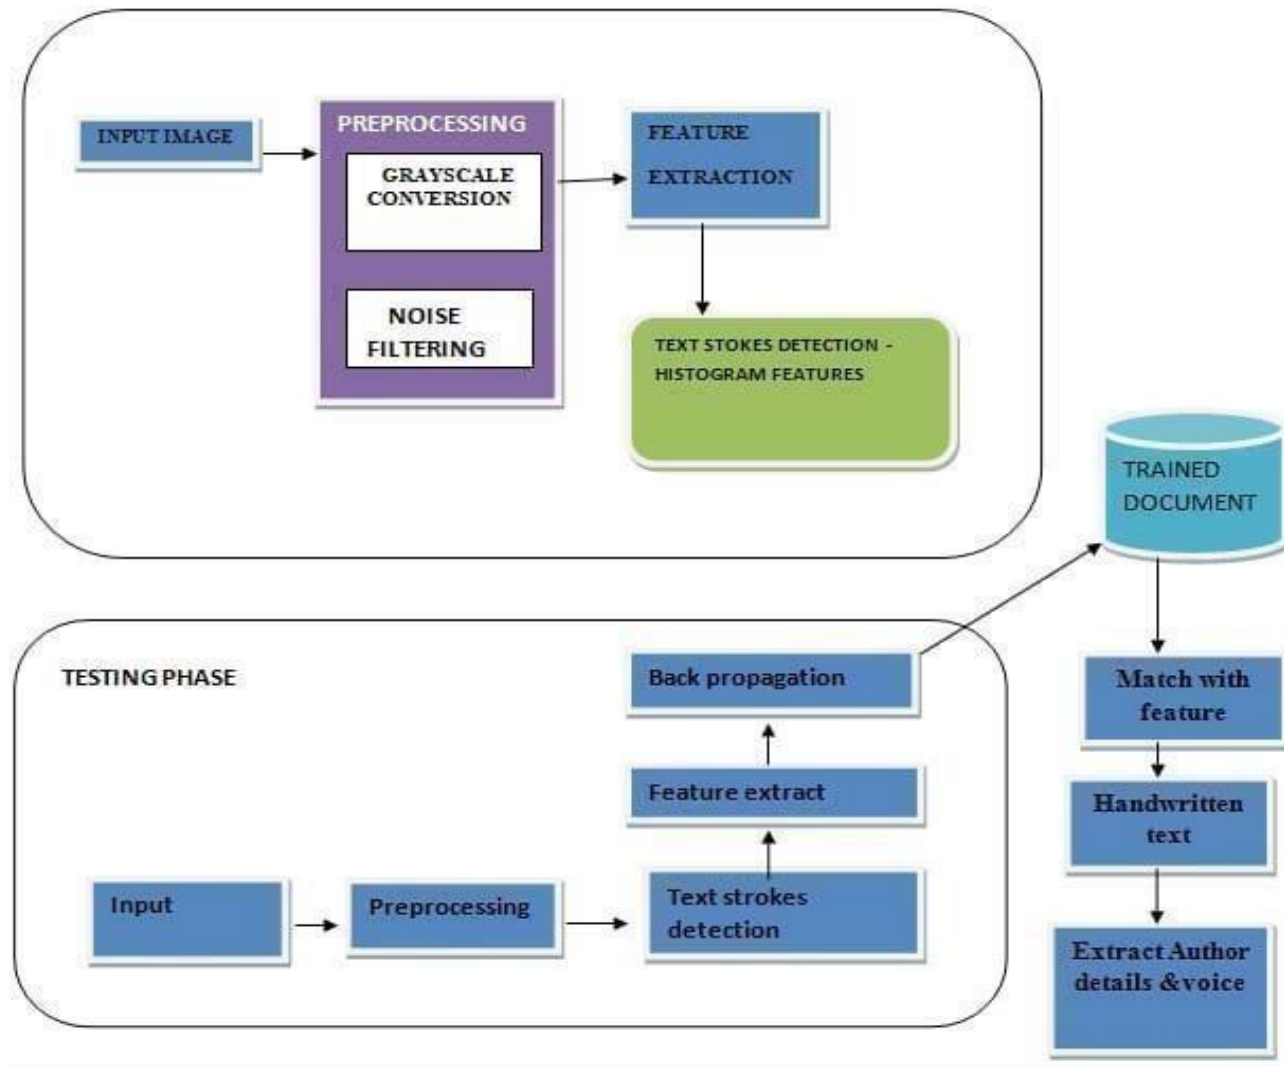 INPUT IMAGE
PREPROCESSING
GRAYSCALE
CONVERSION
NOISE
FILTERING
FEATURE
EXTRACTION
TEXT STOKES DETECTION -
HISTOGRAM FEATURES
TRAINED
DOCUMENT
TESTING PHASE
Back propagation
Feature extract
Input
Preprocessing
Text strokes
detection
Match with
feature
Handwritten
text
Extract Author
details &voice